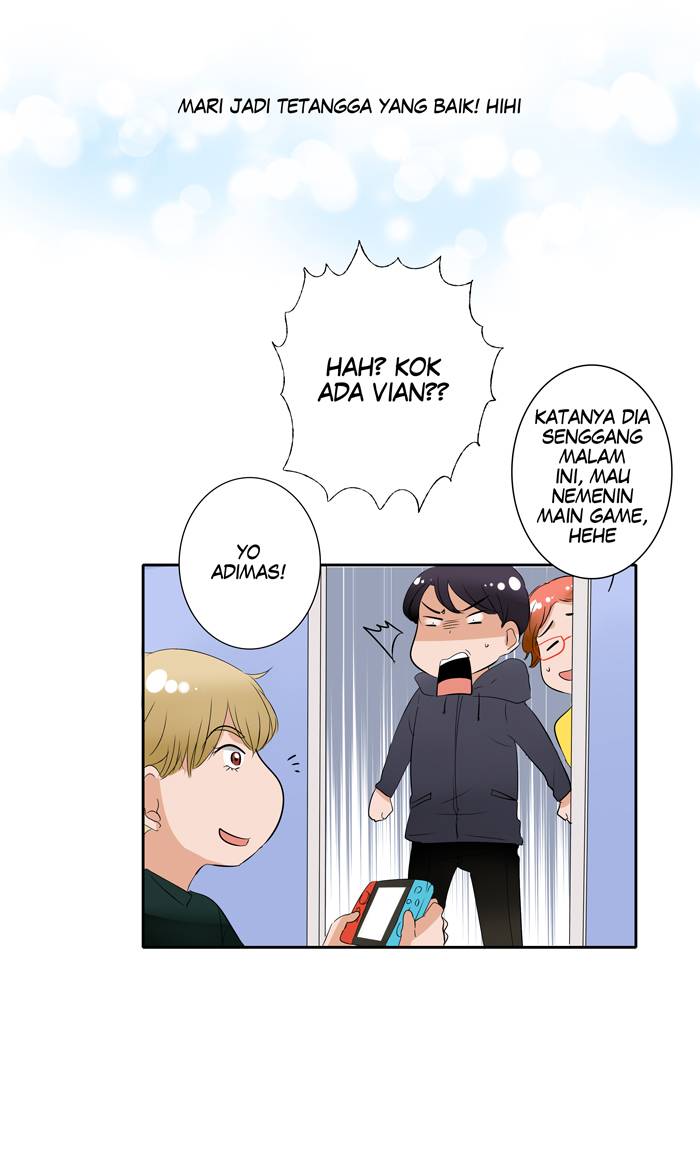 MARI JADI TETANGGA YANG BAIK! HIHI
HAH? KOK
ADA VIAN??
KATANYA DIA
SENGGANG
MALAM
INI, MAU
NEMENIN
MAIN GAME,
HEHE
YO
ADIMAS!